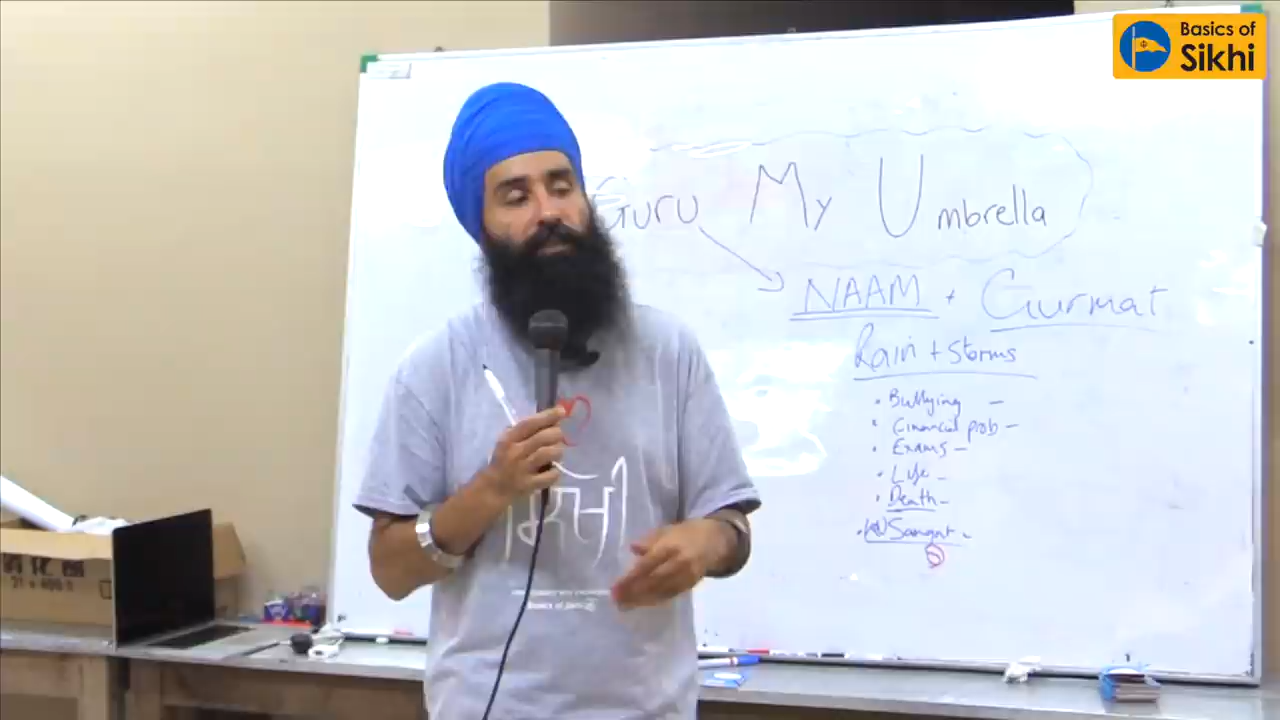 Basics of
Sikhi
Guru My Umbrella
NAAM + Gurmat
Rain + Storms
• Bullying –
• Financial prob –
• Exams –
• Life –
• Death –
• Sangat –
ਸਿੱਖੀ